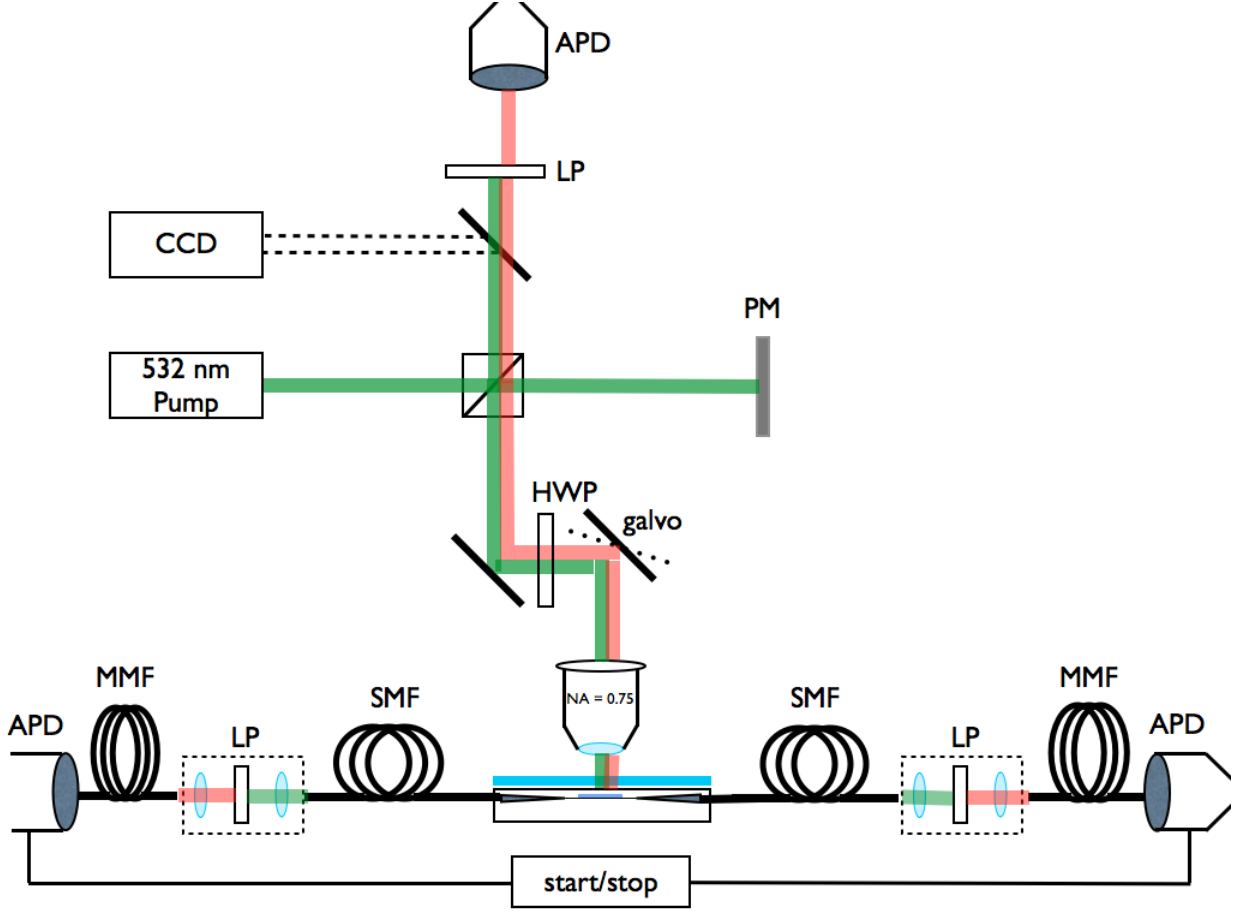 APD
LP
CCD
PM
532 nm
Pump
HWP
galvo
NA = 0.75
MMF
SMF
SMF
MMF
APD
LP
LP
APD
start/stop